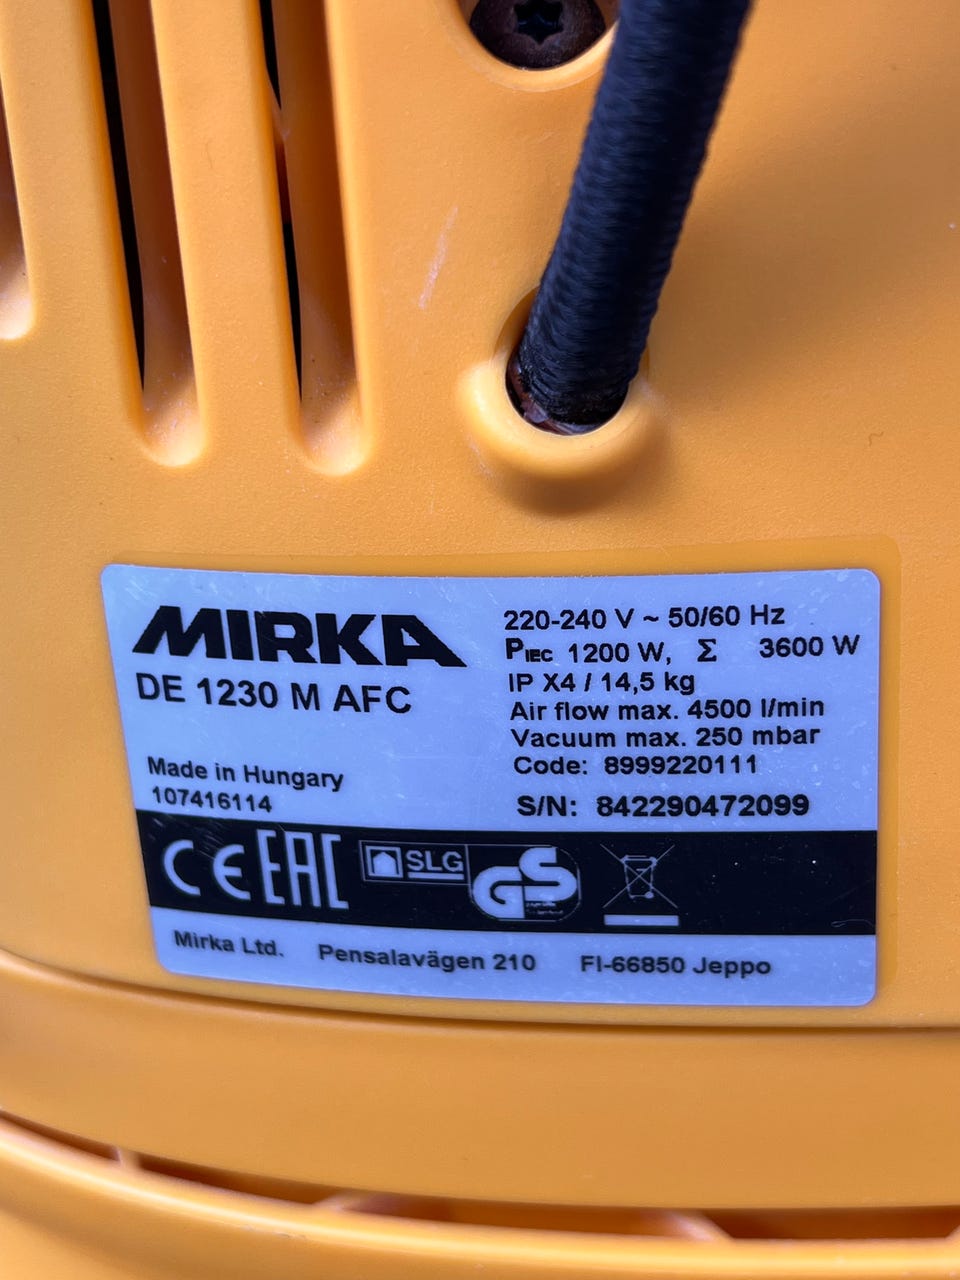 MIRKA
DE 1230 M AFC
Made in Hungary
107416114
220-240 V ~ 50/60 Hz
PIEC 1200 W, Σ 3600 W
IP X4 / 14,5 kg
Air flow max. 4500 l/min
Vacuum max. 250 mbar
Code: 8999220111
S/N: 842290472099
CE EAC SLG GS
Mirka Ltd. Pensalavägen 210 FI-66850 Jeppo